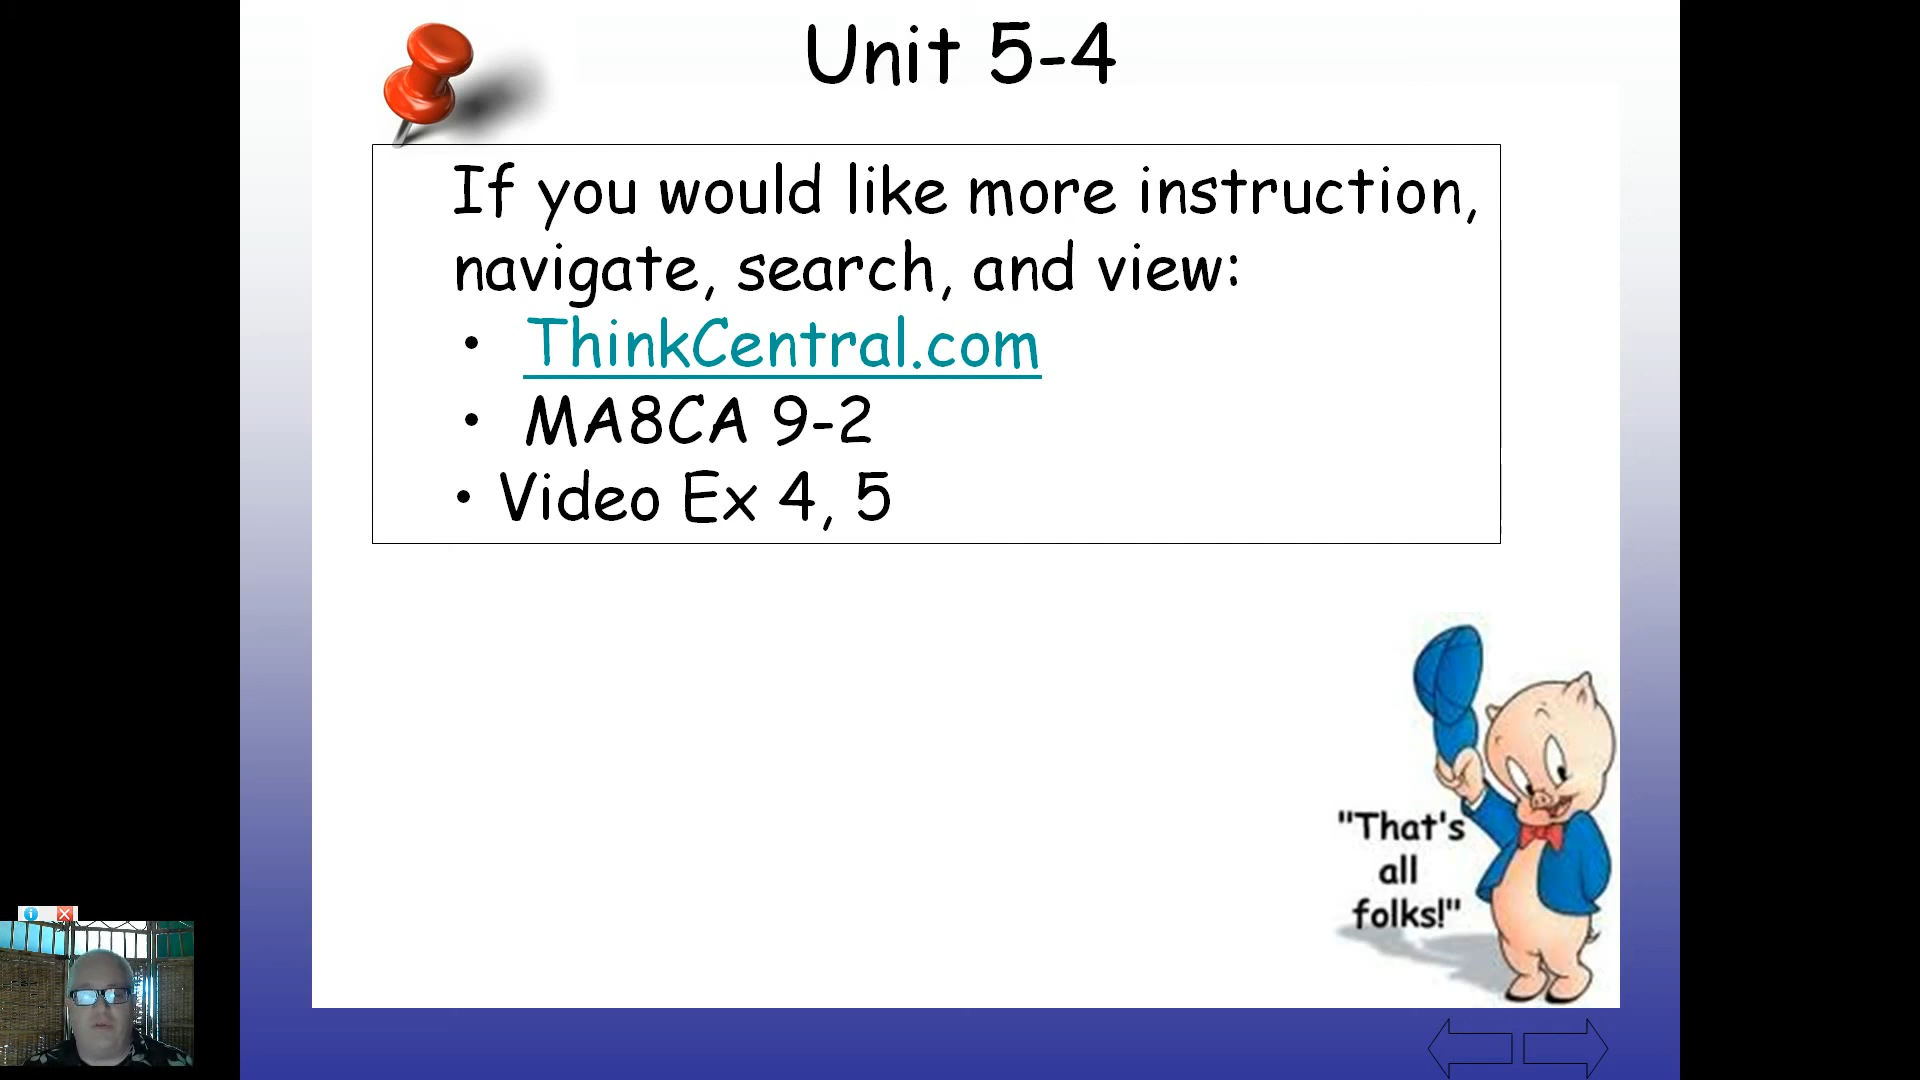 Unit 5-4
If you would like more instruction,
navigate, search, and view:
• ThinkCentral.com
• MA8CA 9-2
• Video Ex 4, 5
"That's
all
folks!"